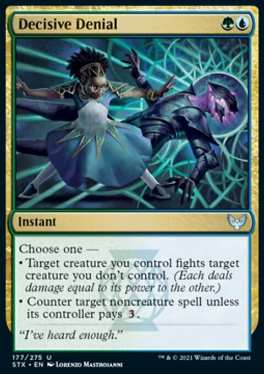 Decisive Denial
Instant
Choose one —
• Target creature you control fights target
creature you don't control. (Each deals
damage equal to its power to the other.)
• Counter target noncreature spell unless
its controller pays 3.
"I've heard enough."
177/275 U
STX • EN Lorenzo Mastroianni
™ & © 2021 Wizards of the Coast